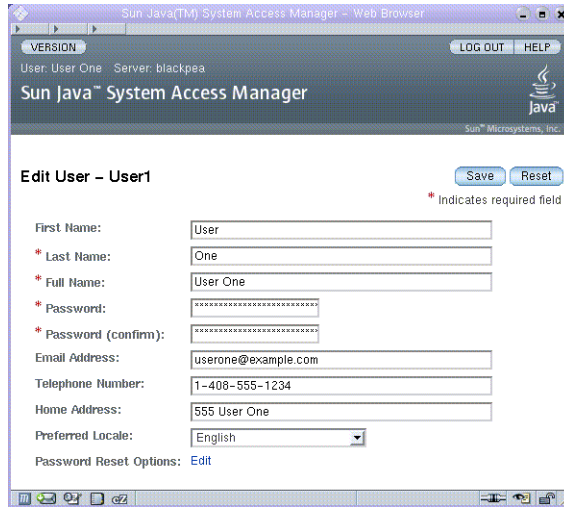 Sun Java(TM) System Access Manager – Web Browser
VERSION LOG OUT HELP
User: User One Server: blackpea
Sun Java™ System Access Manager
Java™
Sun™ Microsystems, Inc.
Edit User – User1 Save Reset
* Indicates required field
First Name: User
* Last Name: One
* Full Name: User One
* Password: ************************
* Password (confirm): ************************
Email Address: userone@example.com
Telephone Number: 1-408-555-1234
Home Address: 555 User One
Preferred Locale: English
Password Reset Options: Edit